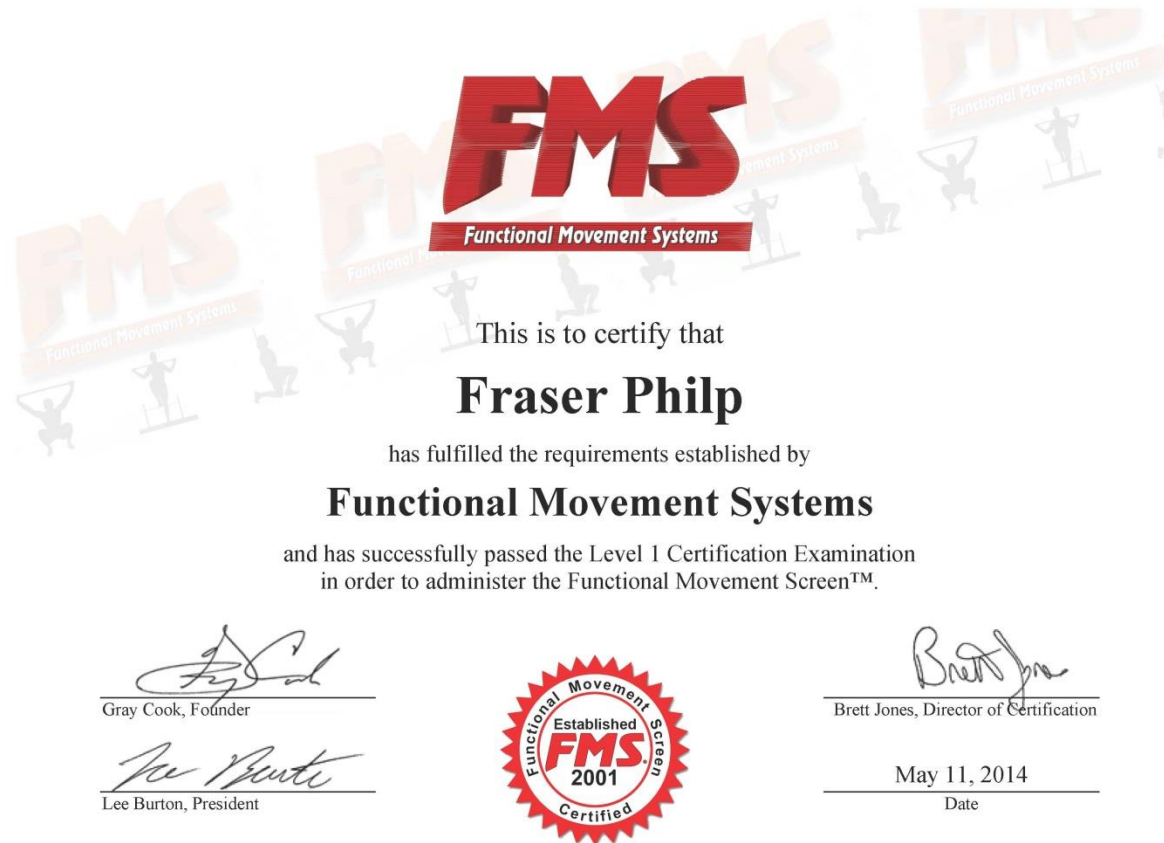 FMS
Functional Movement Systems
This is to certify that
Fraser Philp
has fulfilled the requirements established by
Functional Movement Systems
and has successfully passed the Level 1 Certification Examination
in order to administer the Functional Movement Screen™.
Gray Cook, Founder
Lee Burton, President
Functional Movement Screen
Established
FMS®
2001
Certified
Brett Jones
Brett Jones, Director of Certification
May 11, 2014
Date